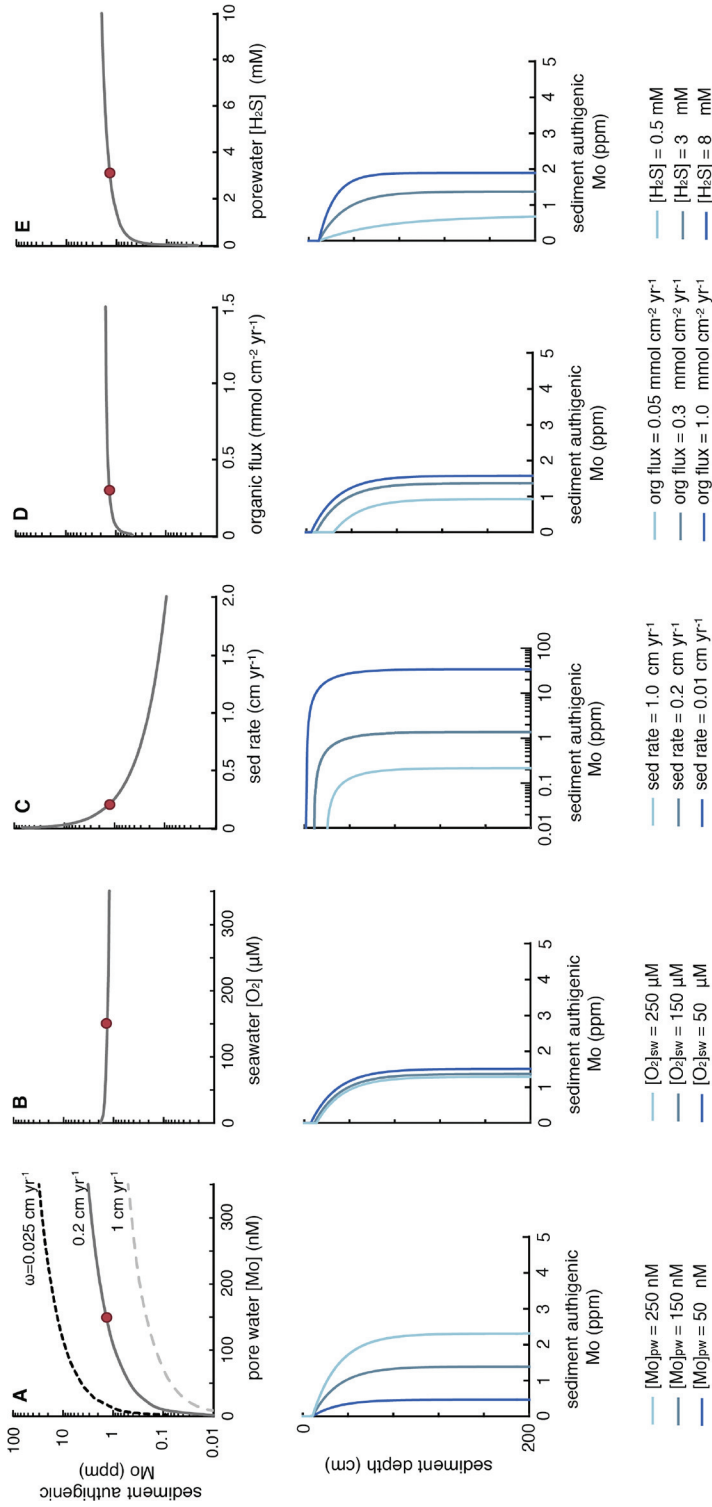 A
sediment authigenic
Mo (ppm)
100
10
1
0.1
0.01
ω=0.025 cm yr-1
0.2 cm yr-1
1 cm yr-1
0
100
200
300
pore water [Mo] (nM)
B
0
100
200
300
seawater [O2] (µM)
C
0
0.5
1.0
1.5
2.0
sed rate (cm yr-1)
D
0
0.5
1.0
1.5
organic flux (mmol cm-2 yr-1)
E
0
2
4
6
8
10
porewater [H2S] (mM)
sediment depth (cm)
0
200
0 1 2 3 4 5
sediment authigenic
Mo (ppm)
0 1 2 3 4 5
sediment authigenic
Mo (ppm)
0.01 0.1 1 10 100
sediment authigenic
Mo (ppm)
0 1 2 3 4 5
sediment authigenic
Mo (ppm)
0 1 2 3 4 5
sediment authigenic
Mo (ppm)
[Mo]pw = 250 nM
[Mo]pw = 150 nM
[Mo]pw = 50 nM
[O2]sw = 250 µM
[O2]sw = 150 µM
[O2]sw = 50 µM
sed rate = 1.0 cm yr-1
sed rate = 0.2 cm yr-1
sed rate = 0.01 cm yr-1
org flux = 0.05 mmol cm-2 yr-1
org flux = 0.3 mmol cm-2 yr-1
org flux = 1.0 mmol cm-2 yr-1
[H2S] = 0.5 mM
[H2S] = 3 mM
[H2S] = 8 mM